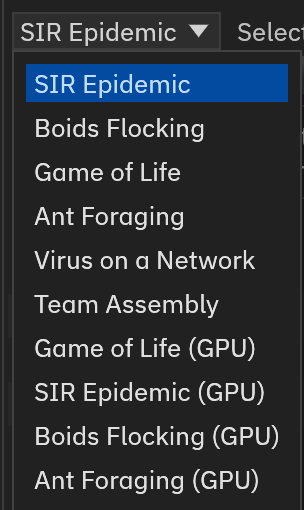 SIR Epidemic ▼ Select
SIR Epidemic
Boids Flocking
Game of Life
Ant Foraging
Virus on a Network
Team Assembly
Game of Life (GPU)
SIR Epidemic (GPU)
Boids Flocking (GPU)
Ant Foraging (GPU)